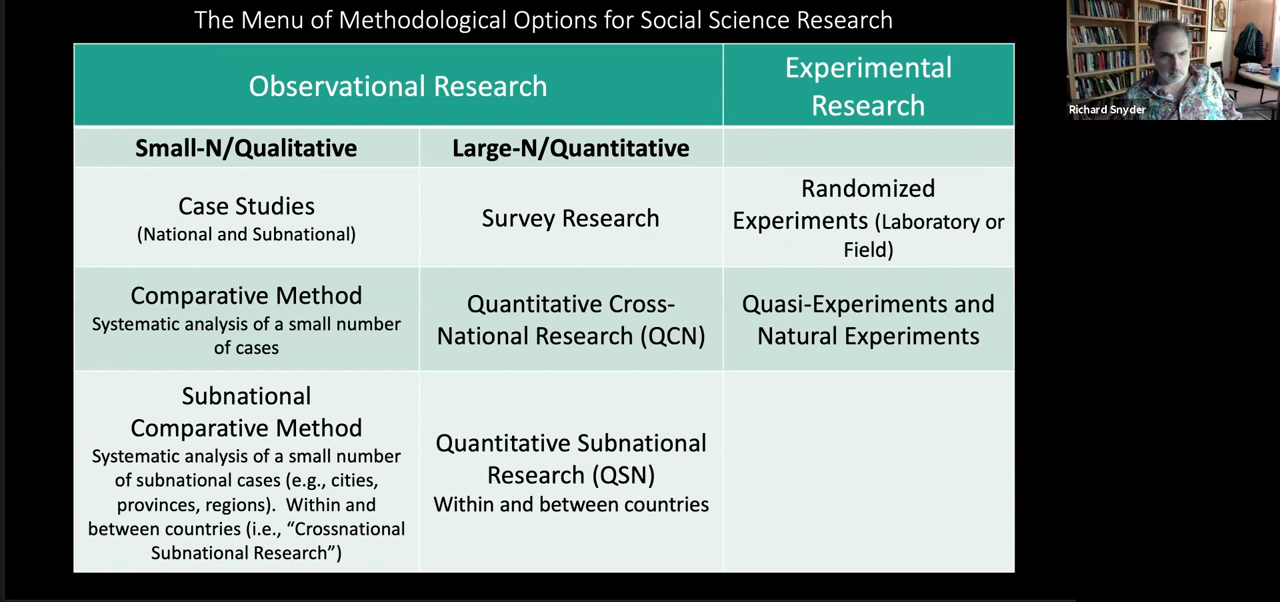 The Menu of Methodological Options for Social Science Research
Richard Snyder
Observational Research
Experimental
Research
Small-N/Qualitative
Large-N/Quantitative
Case Studies
(National and Subnational)
Survey Research
Randomized
Experiments (Laboratory or
Field)
Comparative Method
Systematic analysis of a small number
of cases
Quantitative Cross-
National Research (QCN)
Quasi-Experiments and
Natural Experiments
Subnational
Comparative Method
Systematic analysis of a small number
of subnational cases (e.g., cities,
provinces, regions).  Within and
between countries (i.e., “Crossnational
Subnational Research”)
Quantitative Subnational
Research (QSN)
Within and between countries